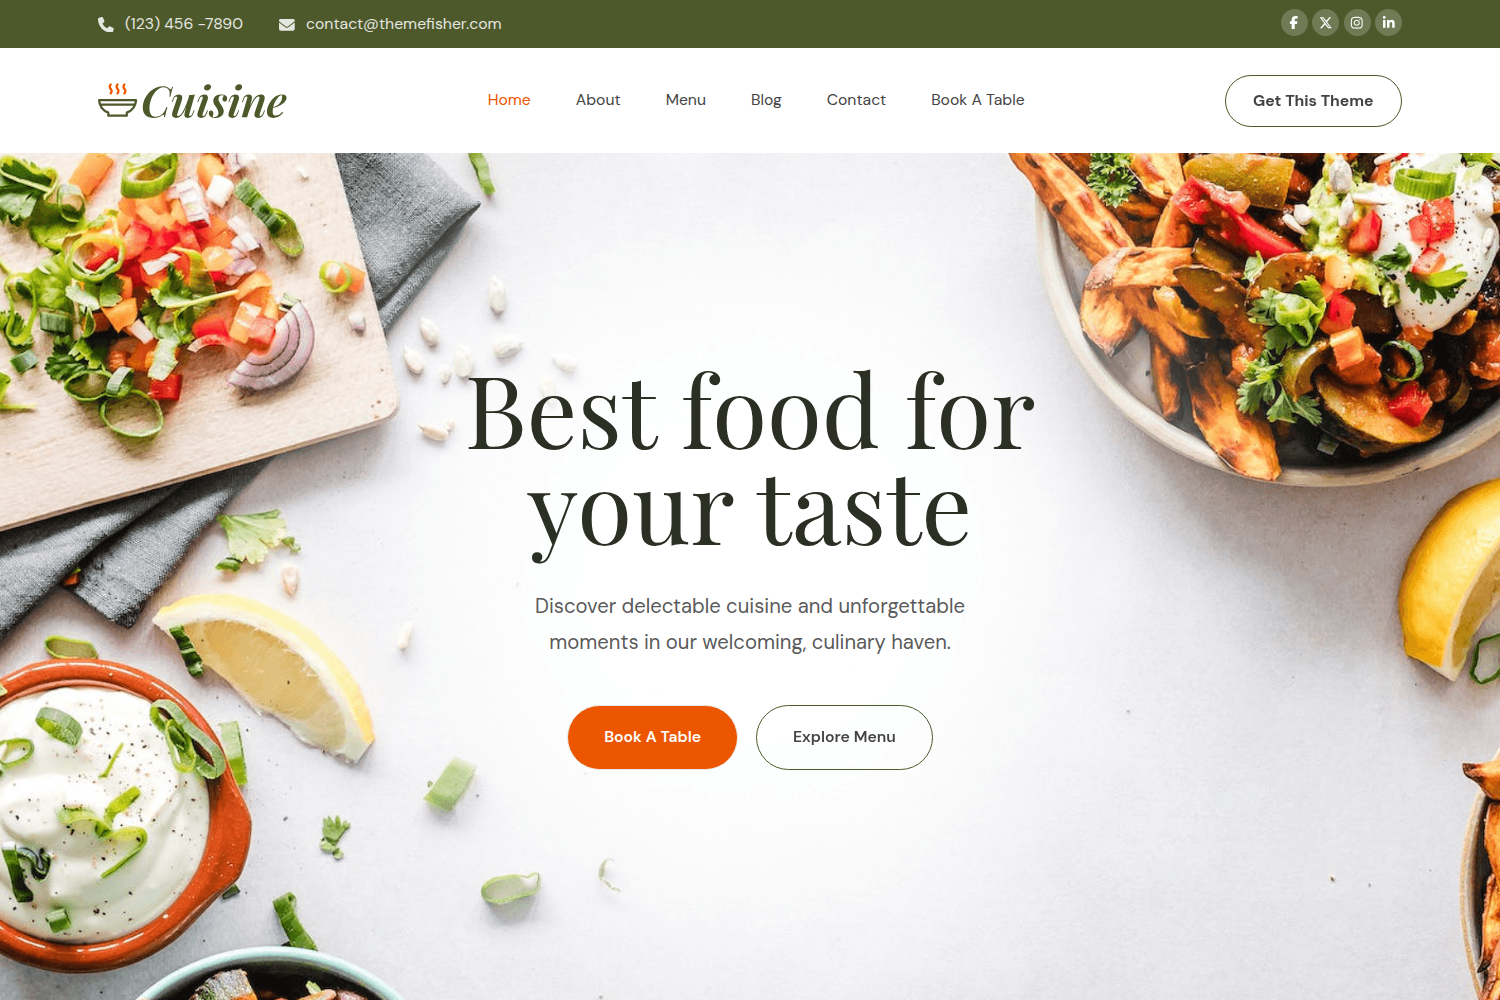 (123) 456 -7890
contact@themefisher.com
Cuisine
Home
About
Menu
Blog
Contact
Book A Table
Get This Theme
Best food for
your taste
Discover delectable cuisine and unforgettable
moments in our welcoming, culinary haven.
Book A Table
Explore Menu